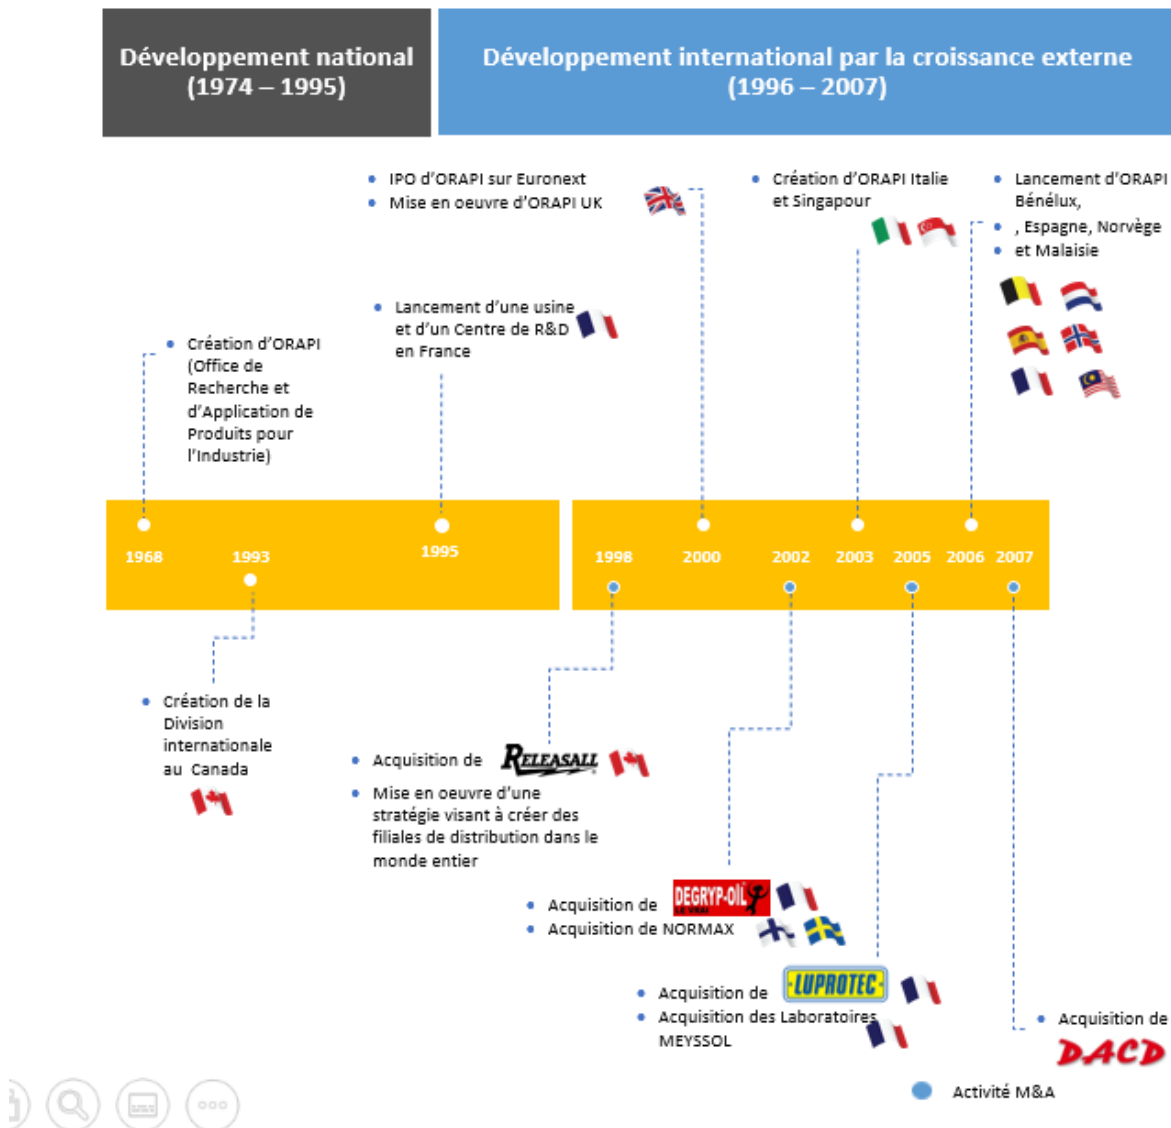 Développement national
(1974 – 1995)
Développement international par la croissance externe
(1996 – 2007)
• IPO d'ORAPI sur Euronext
• Mise en oeuvre d'ORAPI UK
• Création d'ORAPI Italie
et Singapour
• Lancement d'ORAPI
Bénélux,
• , Espagne, Norvège
• et Malaisie
• Lancement d'une usine
et d'un Centre de R&D
en France
• Création d'ORAPI
(Office de
Recherche et
d'Application de
Produits pour
l'Industrie)
1968
1993
1995
1998
2000
2002
2003
2005
2006
2007
• Création de la
Division
internationale
au Canada
• Acquisition de RELEASALL
• Mise en oeuvre d'une
stratégie visant à créer des
filiales de distribution dans le
monde entier
• Acquisition de DEGRYP-OIL
LE VRAI
• Acquisition de NORMAX
• Acquisition de LUPROTEC
• Acquisition des Laboratoires
MEYSSOL
• Acquisition de
DACD
Activité M&A